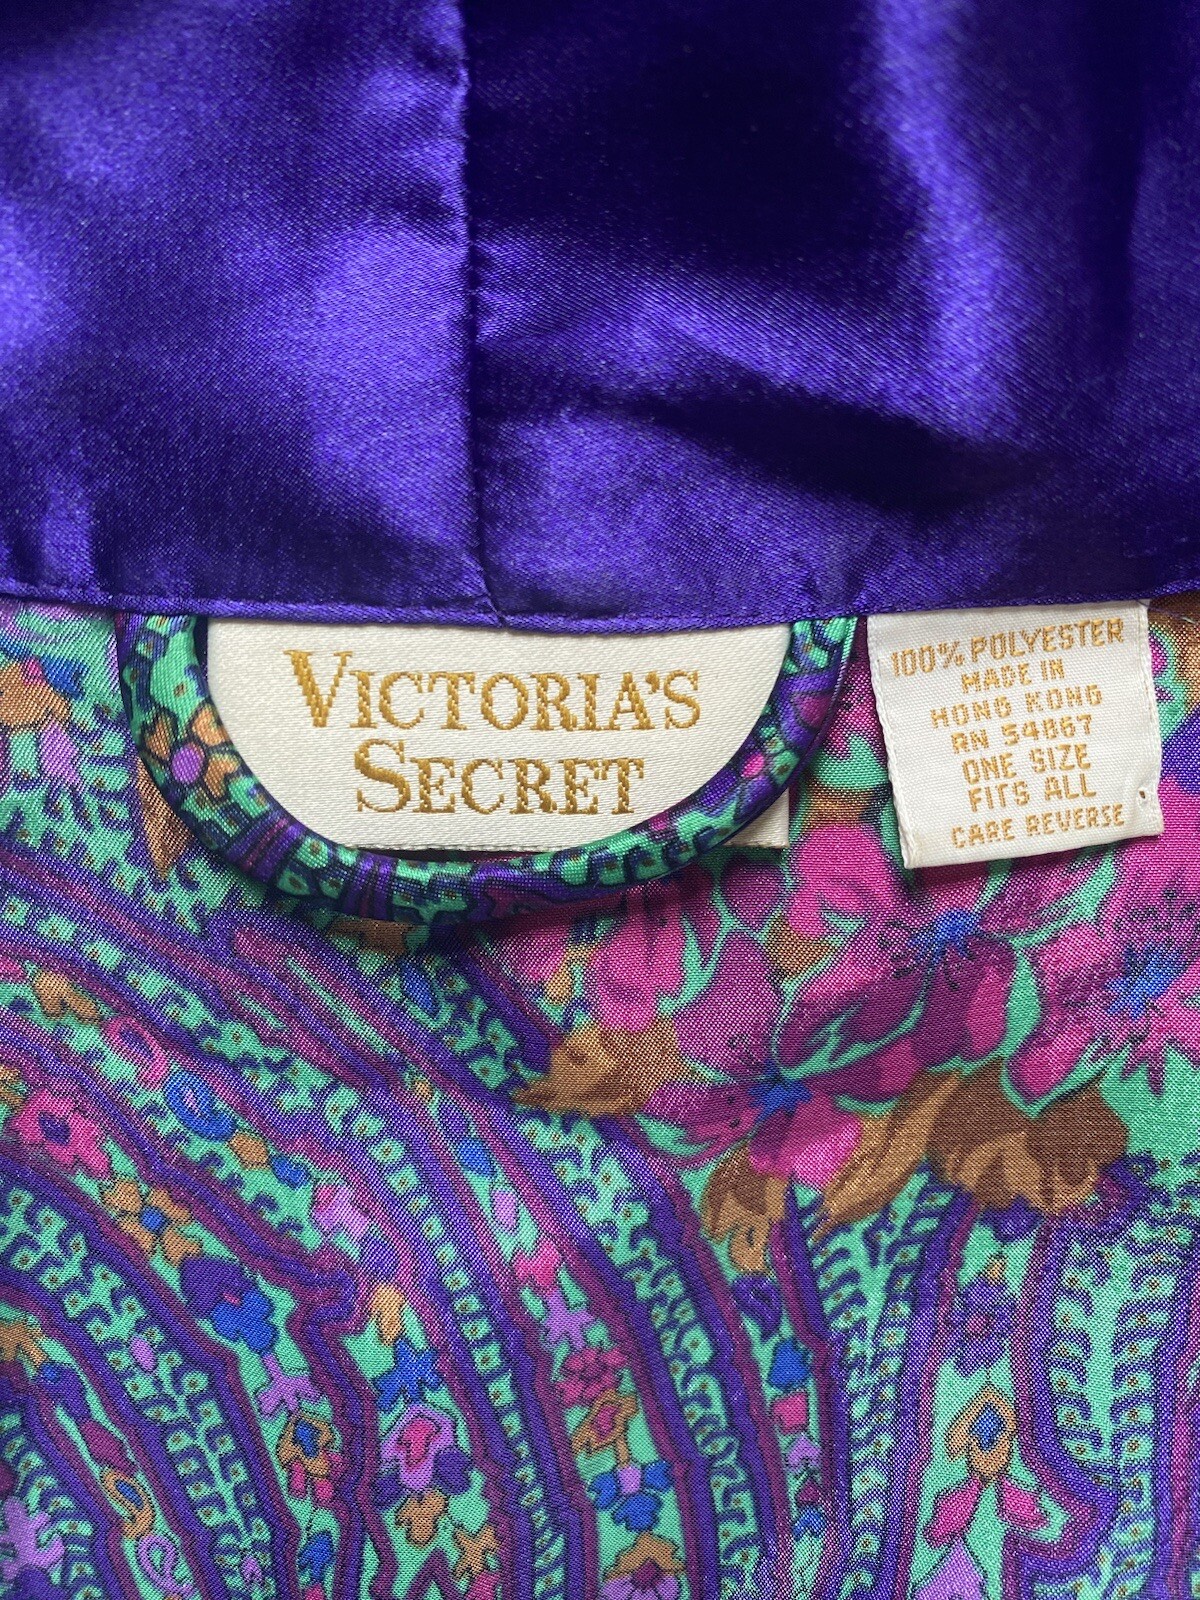 VICTORIA'S
SECRET
100% POLYESTER
MADE IN
HONG KONG
RN 54867
ONE SIZE
FITS ALL
CARE REVERSE